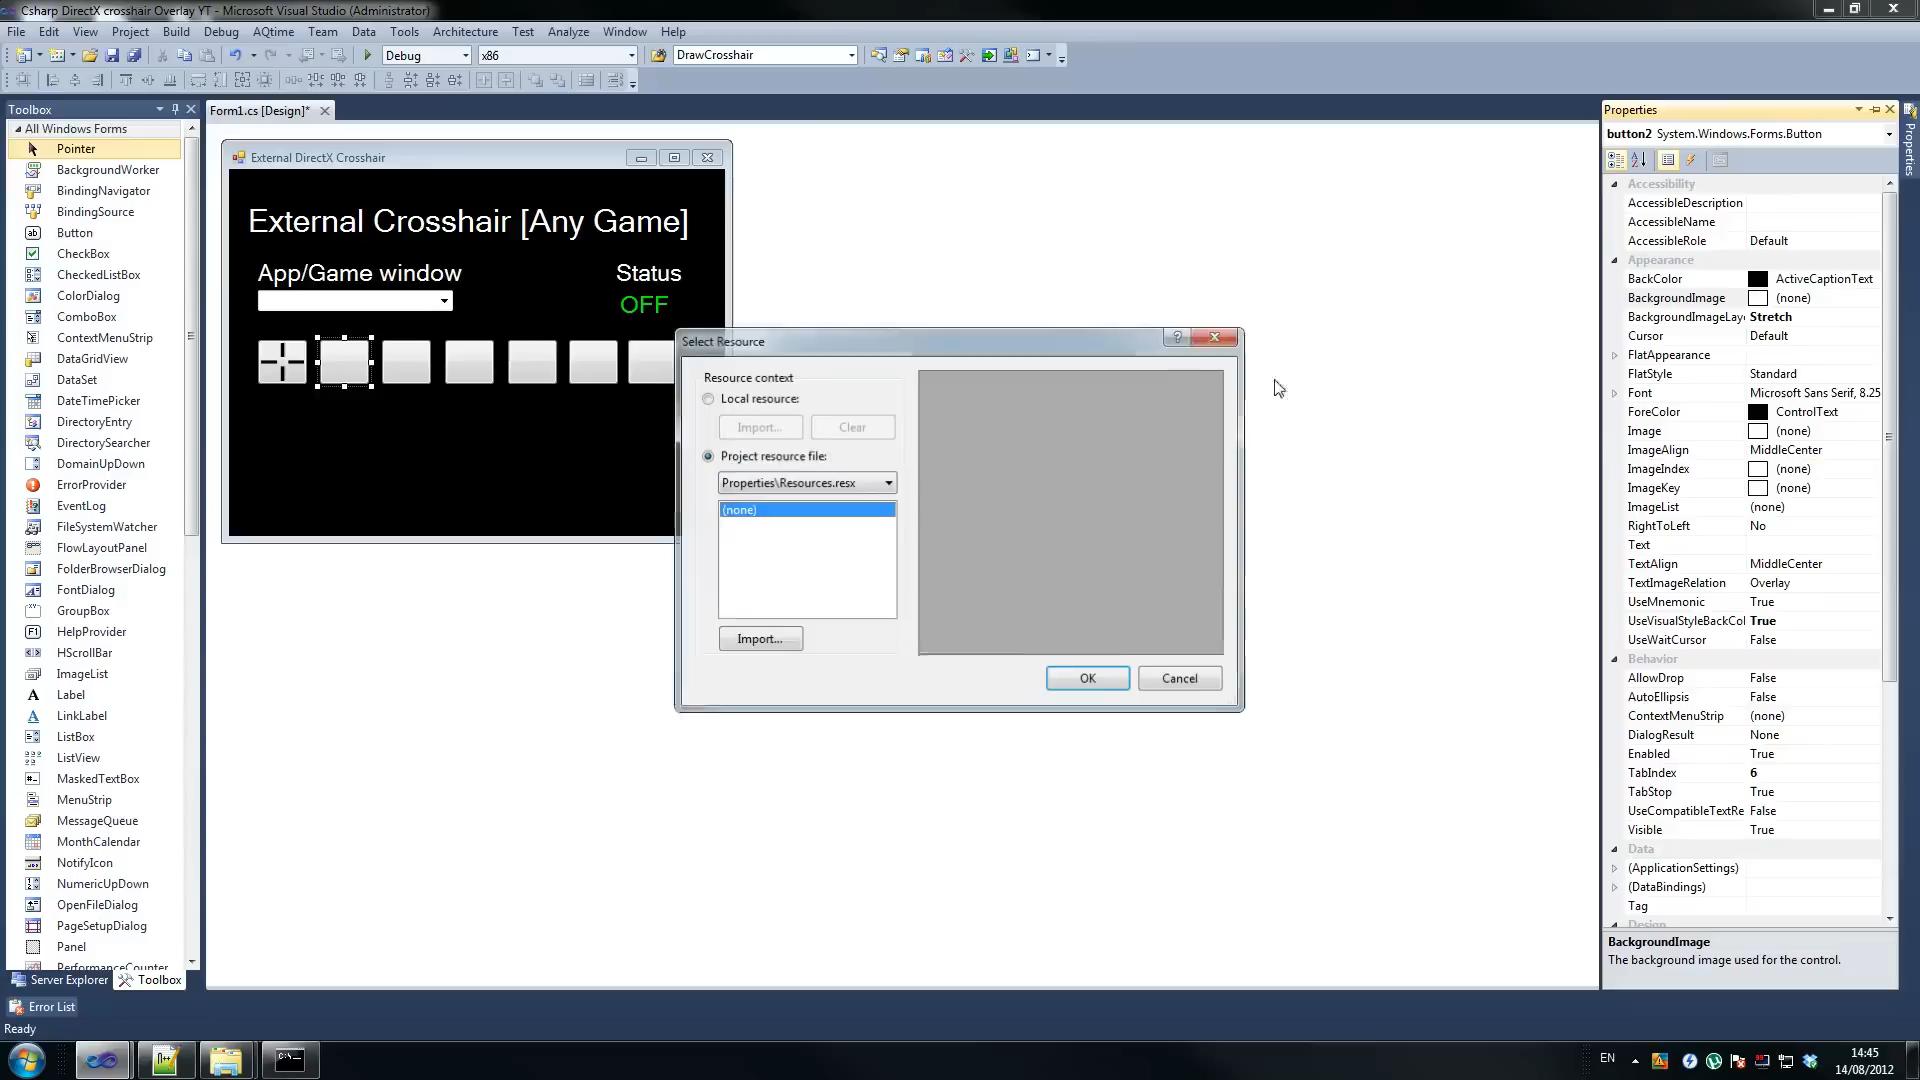 Csharp DirectX crosshair Overlay YT - Microsoft Visual Studio (Administrator)
File Edit View Project Build Debug AQtime Team Data Tools Architecture Test Analyze Window Help
Debug x86 DrawCrosshair
Toolbox
Form1.cs [Design]*
All Windows Forms
Pointer
BackgroundWorker
BindingNavigator
BindingSource
Button
CheckBox
CheckedListBox
ColorDialog
ComboBox
ContextMenuStrip
DataGridView
DataSet
DateTimePicker
DirectoryEntry
DirectorySearcher
DomainUpDown
ErrorProvider
EventLog
FileSystemWatcher
FlowLayoutPanel
FolderBrowserDialog
FontDialog
GroupBox
HelpProvider
HScrollBar
ImageList
Label
LinkLabel
ListBox
ListView
MaskedTextBox
MenuStrip
MessageQueue
MonthCalendar
NotifyIcon
NumericUpDown
OpenFileDialog
PageSetupDialog
Panel
PerformanceCounter
Server Explorer Toolbox
Error List
Ready
External DirectX Crosshair
External Crosshair [Any Game]
App/Game window Status
OFF
Select Resource
Resource context
Local resource:
Import... Clear
Project resource file:
Properties\Resources.resx
(none)
Import...
OK Cancel
Properties
button2 System.Windows.Forms.Button
Accessibility
AccessibleDescription
AccessibleName
AccessibleRole Default
Appearance
BackColor ActiveCaptionText
BackgroundImage (none)
BackgroundImageLay Stretch
Cursor Default
FlatAppearance
FlatStyle Standard
Font Microsoft Sans Serif, 8.25
ForeColor ControlText
Image (none)
ImageAlign MiddleCenter
ImageIndex (none)
ImageKey (none)
ImageList (none)
RightToLeft No
Text
TextAlign MiddleCenter
TextImageRelation Overlay
UseMnemonic True
UseVisualStyleBackCol True
UseWaitCursor False
Behavior
AllowDrop False
AutoEllipsis False
ContextMenuStrip (none)
DialogResult None
Enabled True
TabIndex 6
TabStop True
UseCompatibleTextRe False
Visible True
Data
(ApplicationSettings)
(DataBindings)
Tag
Design
BackgroundImage
The background image used for the control.
Properties
EN
14:45
14/08/2012